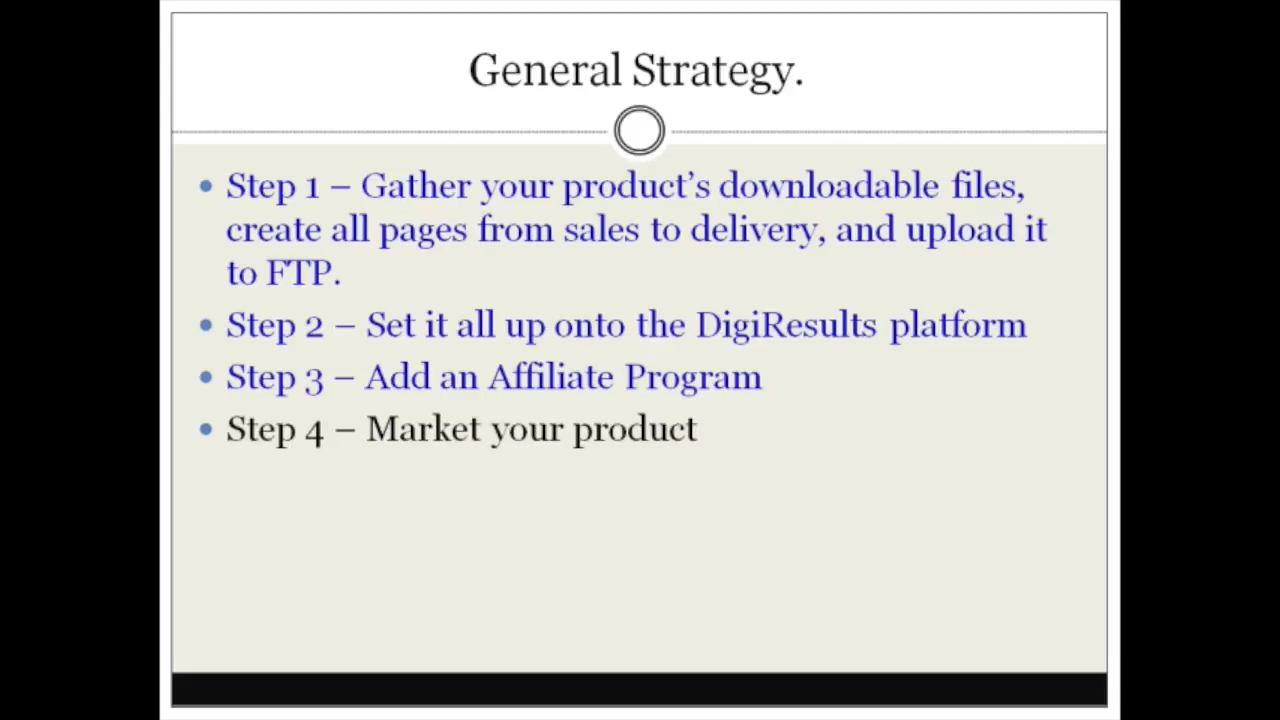 General Strategy.
• Step 1 – Gather your product’s downloadable files,
create all pages from sales to delivery, and upload it
to FTP.
• Step 2 – Set it all up onto the DigiResults platform
• Step 3 – Add an Affiliate Program
• Step 4 – Market your product